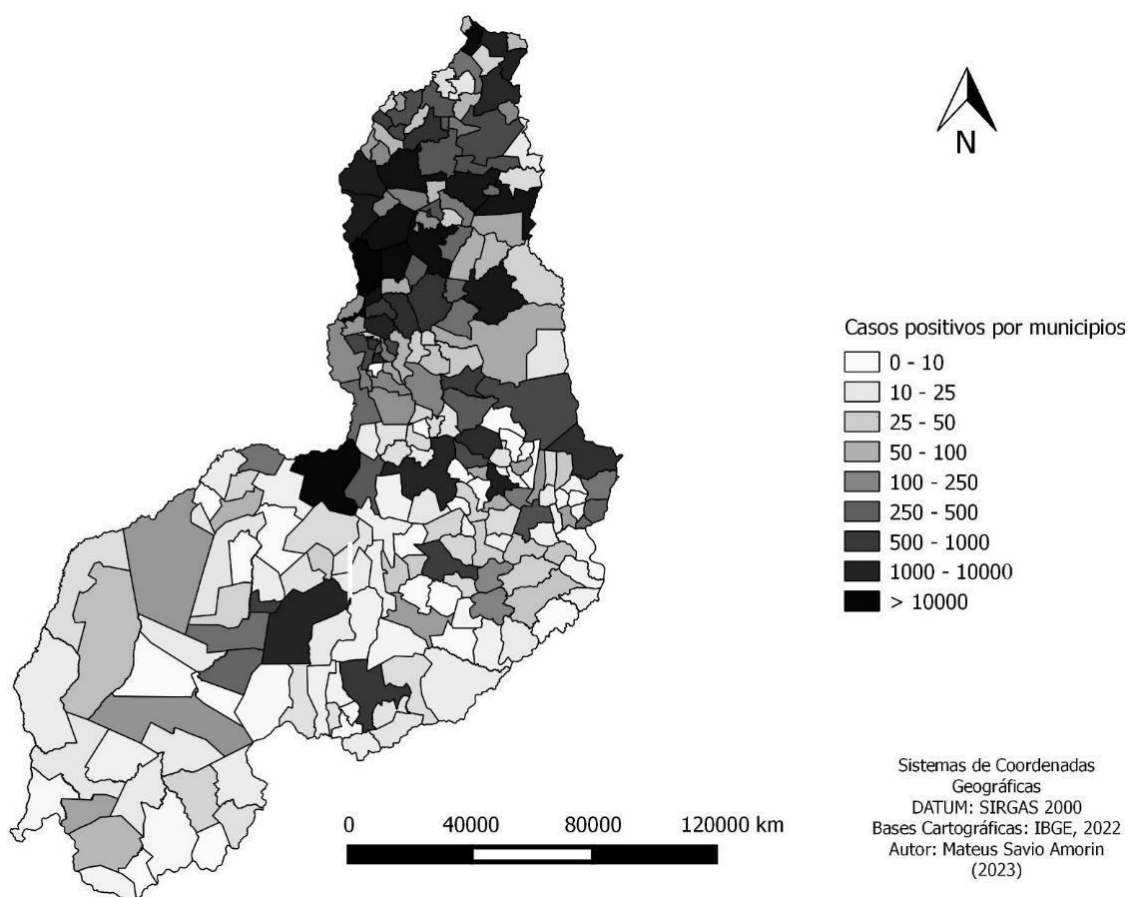 N
Casos positivos por municipios
0 - 10
10 - 25
25 - 50
50 - 100
100 - 250
250 - 500
500 - 1000
1000 - 10000
> 10000
Sistemas de Coordenadas
Geográficas
DATUM: SIRGAS 2000
Bases Cartográficas: IBGE, 2022
Autor: Mateus Savio Amorin
(2023)
0 40000 80000 120000 km